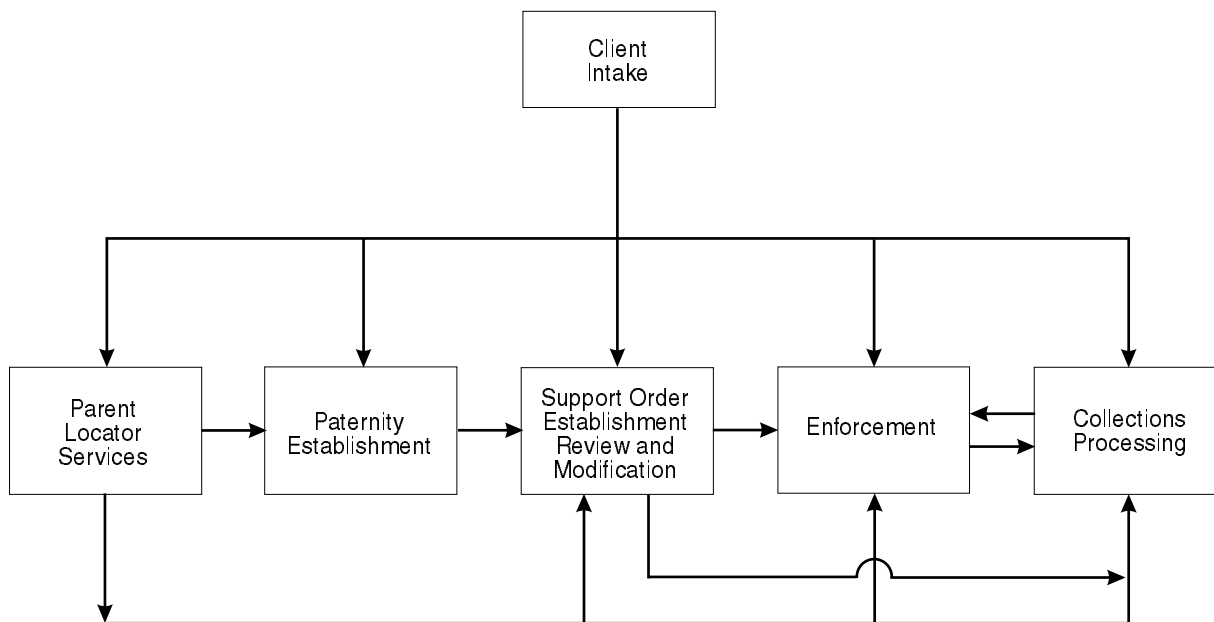 Client
Intake
Parent
Locator
Services
Paternity
Establishment
Support Order
Establishment
Review and
Modification
Enforcement
Collections
Processing